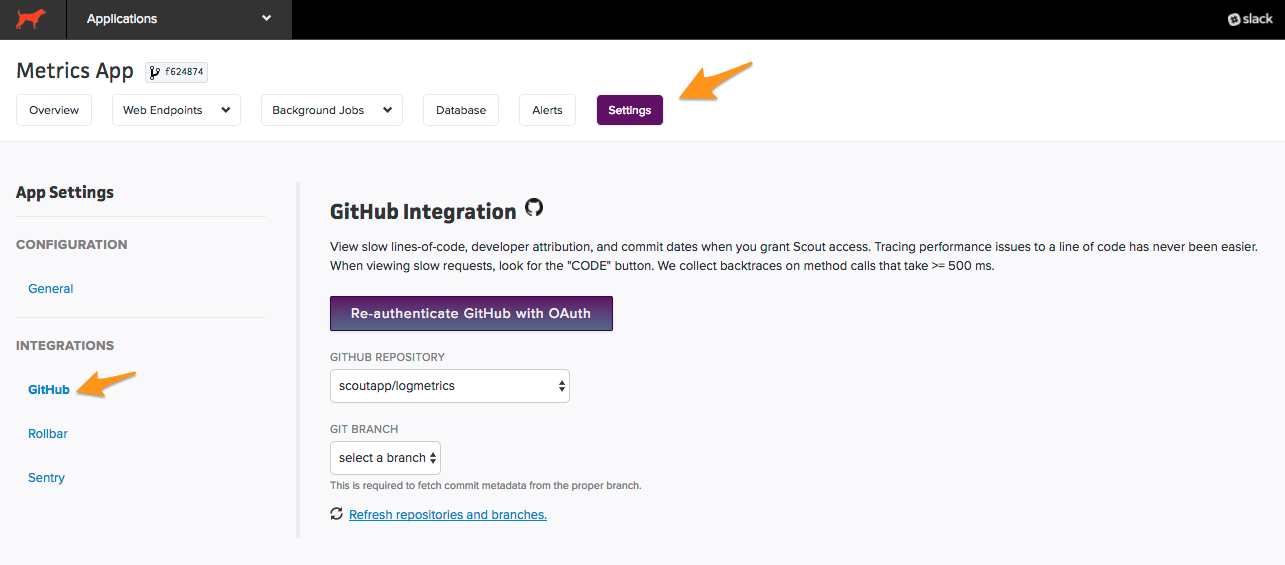 Applications
slack
Metrics App f624874
Overview Web Endpoints Background Jobs Database Alerts Settings
App Settings
CONFIGURATION
General
INTEGRATIONS
GitHub
Rollbar
Sentry
GitHub Integration
View slow lines-of-code, developer attribution, and commit dates when you grant Scout access. Tracing performance issues to a line of code has never been easier.
When viewing slow requests, look for the "CODE" button. We collect backtraces on method calls that take >= 500 ms.
Re-authenticate GitHub with OAuth
GITHUB REPOSITORY
scoutapp/logmetrics
GIT BRANCH
select a branch
This is required to fetch commit metadata from the proper branch.
Refresh repositories and branches.